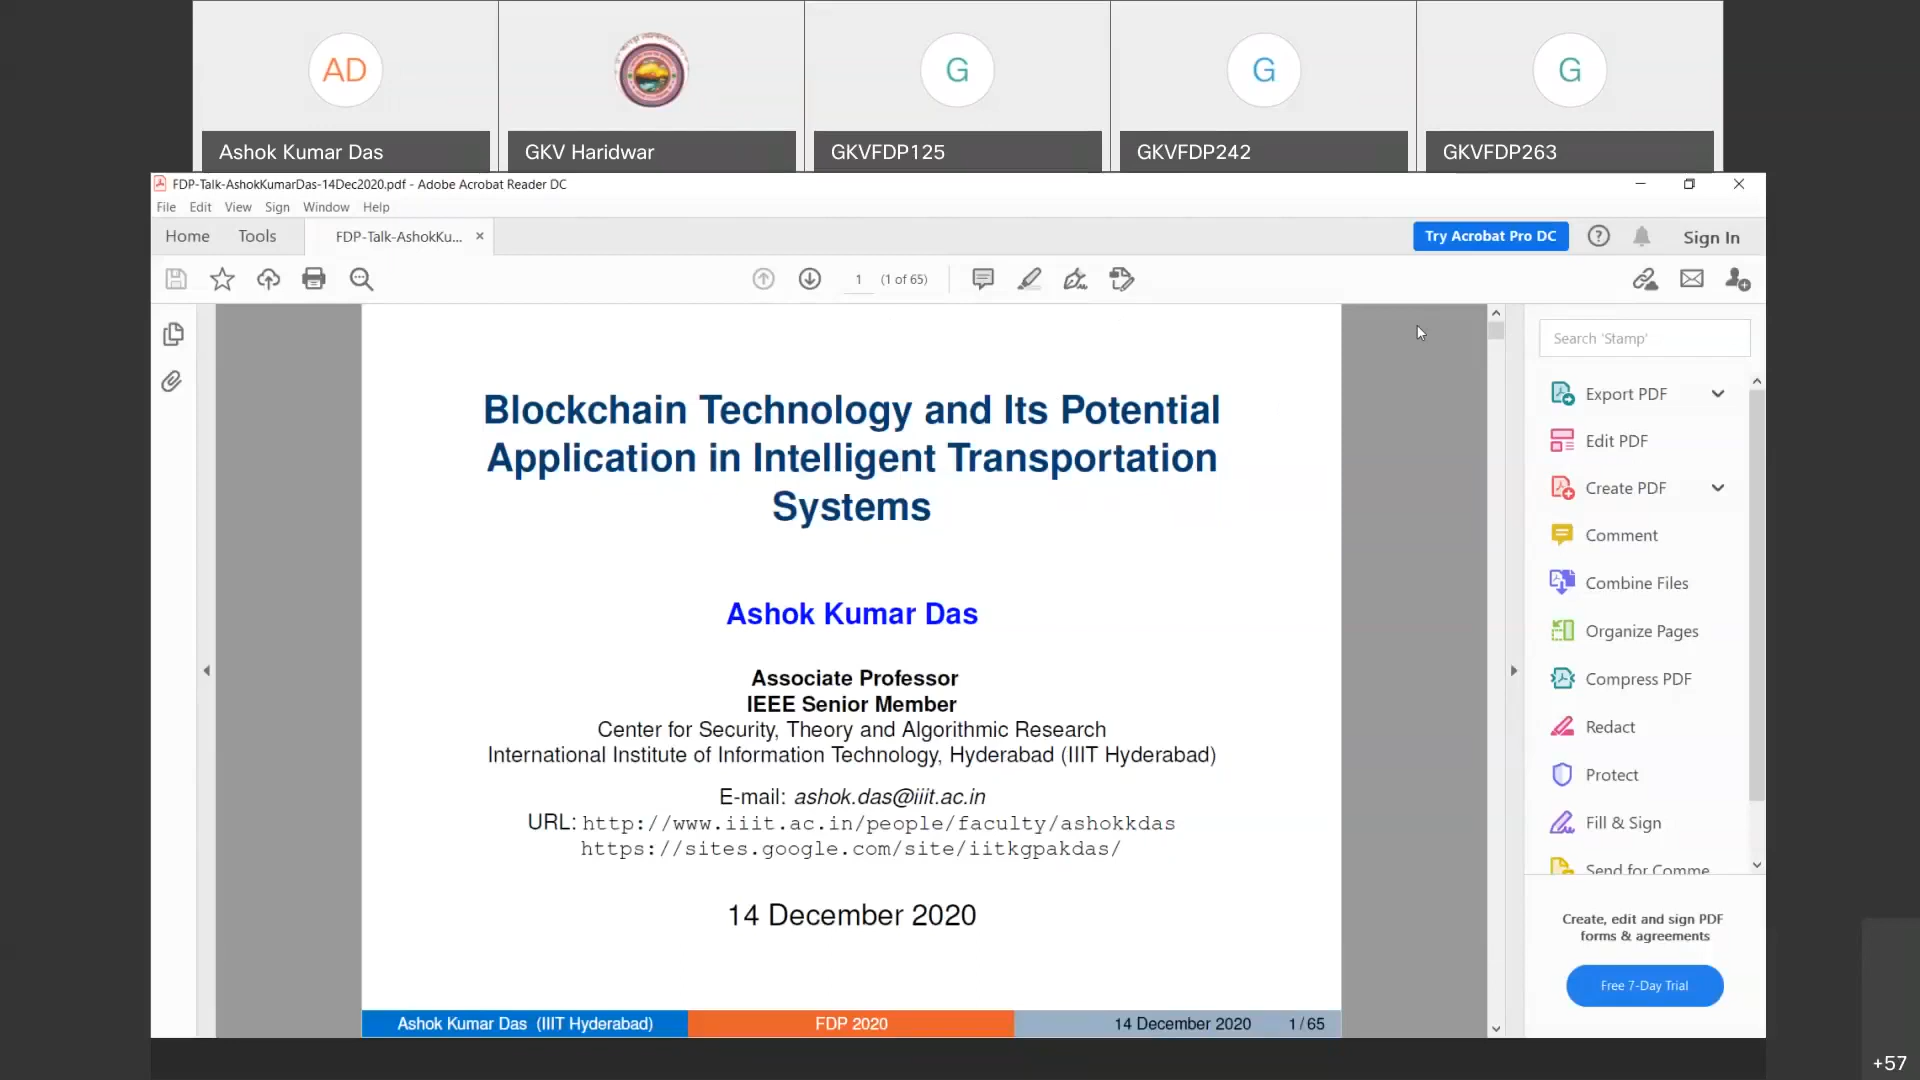 AD
G
G
G
Ashok Kumar Das
GKV Haridwar
GKVFDP125
GKVFDP242
GKVFDP263
FDP-Talk-AshokKumarDas-14Dec2020.pdf - Adobe Acrobat Reader DC
File Edit View Sign Window Help
Home Tools FDP-Talk-AshokKu... ×
Try Acrobat Pro DC
Sign In
1 (1 of 65)
Blockchain Technology and Its Potential
Application in Intelligent Transportation
Systems
Ashok Kumar Das
Associate Professor
IEEE Senior Member
Center for Security, Theory and Algorithmic Research
International Institute of Information Technology, Hyderabad (IIIT Hyderabad)
E-mail: ashok.das@iiit.ac.in
URL: http://www.iiit.ac.in/people/faculty/ashokkdas
https://sites.google.com/site/iitkgpakdas/
14 December 2020
Ashok Kumar Das (IIIT Hyderabad) FDP 2020 14 December 2020 1/65
Search 'Stamp'
Export PDF
Edit PDF
Create PDF
Comment
Combine Files
Organize Pages
Compress PDF
Redact
Protect
Fill & Sign
Send for Comme
Create, edit and sign PDF
forms & agreements
Free 7-Day Trial
+57